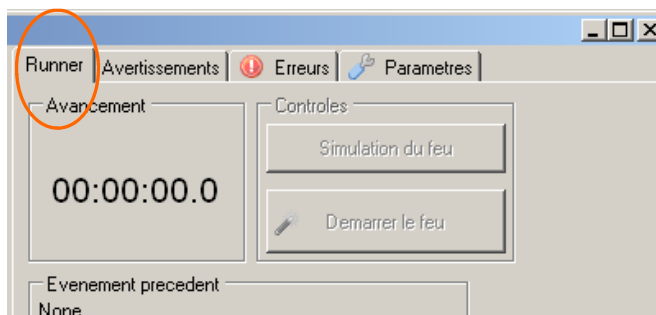 Runner Avertissements Erreurs Parametres
Avancement
Controles
Simulation du feu
00:00:00.0
Demarrer le feu
Evenement precedent
None